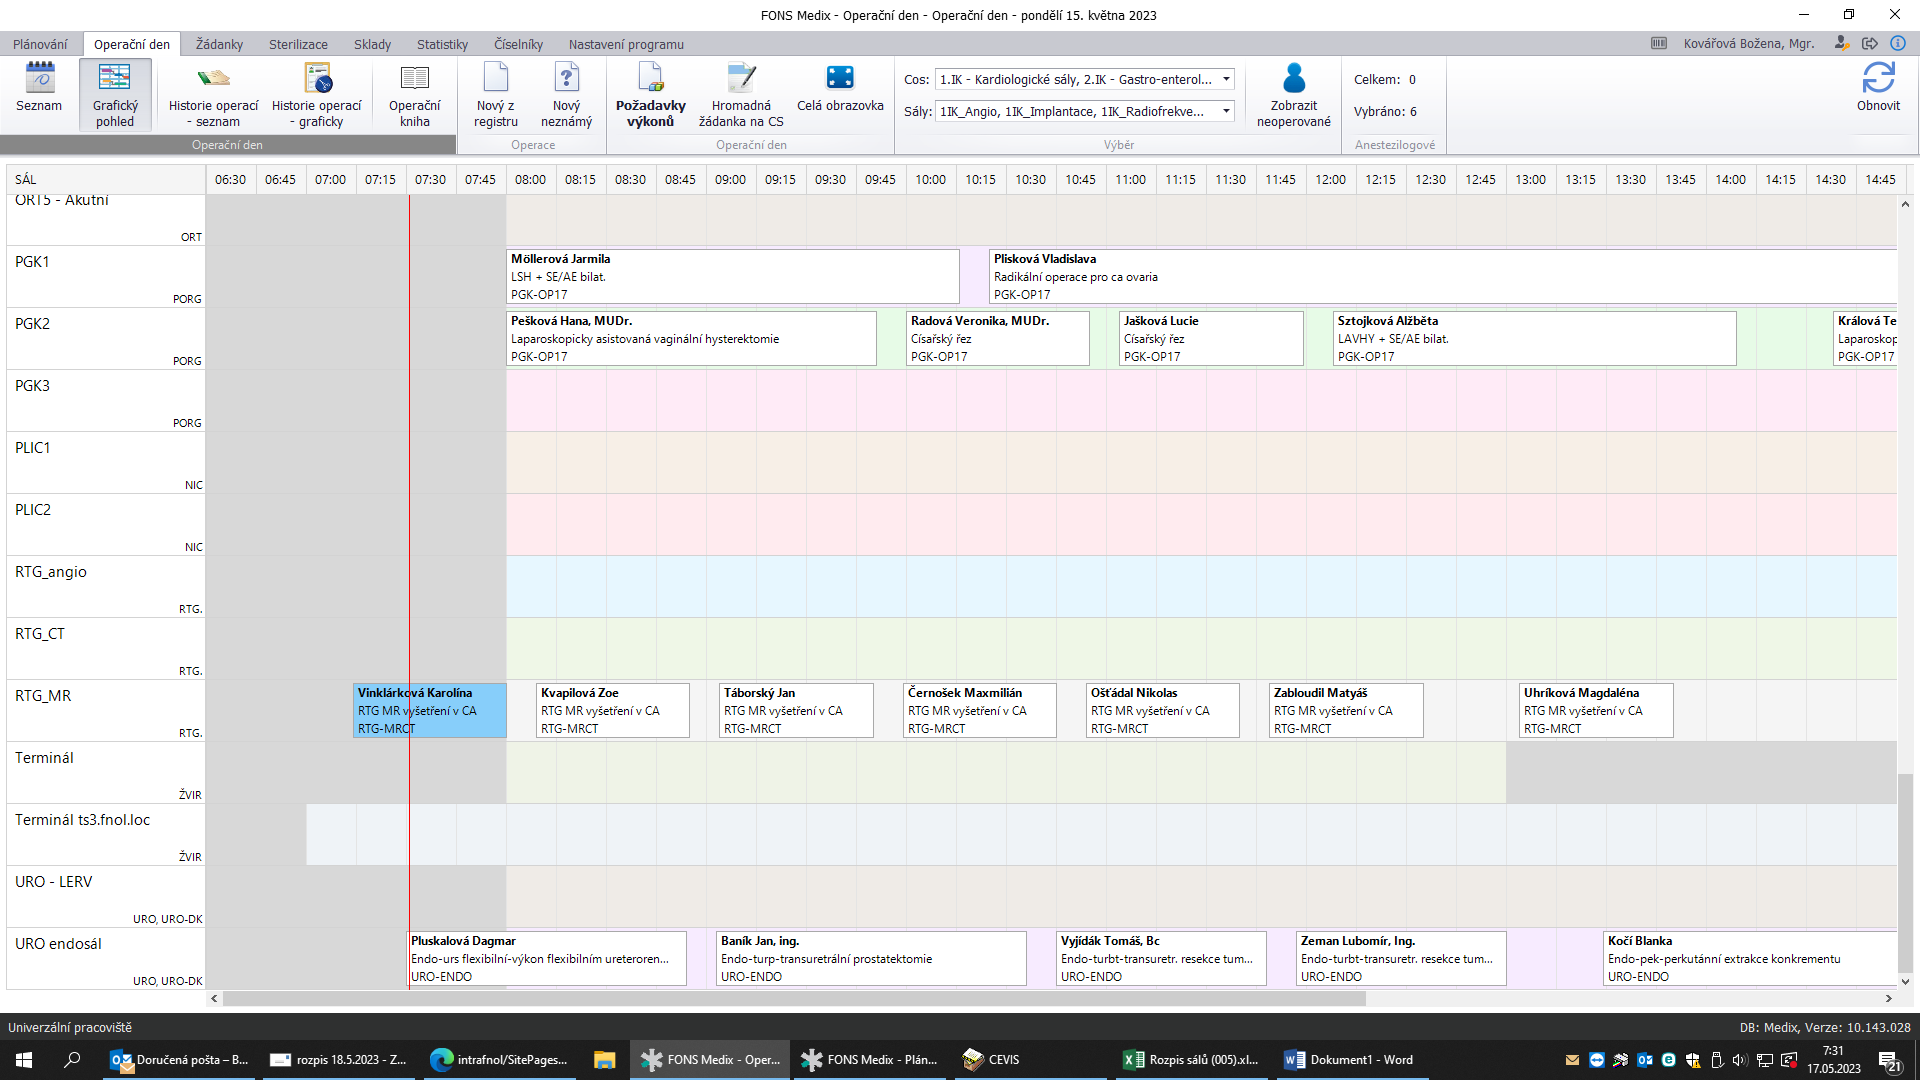 FONS Medix - Operační den - Operační den - pondělí 15. května 2023
Plánování Operační den Žádanky Sterilizace Sklady Statistiky Číselníky Nastavení programu Kovářová Božena, Mgr.
Seznam
Grafický pohled
Historie operací - seznam
Historie operací - graficky
Operační kniha
Operační den
Nový z registru
Nový neznámý
Operace
Požadavky výkonů
Hromadná žádanka na CS
Celá obrazovka
Operační den
Cos: 1.IK - Kardiologické sály, 2.IK - Gastro-enterol...
Sály: 1IK_Angio, 1IK_Implantace, 1IK_Radiofrekve...
Zobrazit neoperované
Výběr
Celkem: 0
Vybráno: 6
Anestezilogové
Obnovit
SÁL 06:30 06:45 07:00 07:15 07:30 07:45 08:00 08:15 08:30 08:45 09:00 09:15 09:30 09:45 10:00 10:15 10:30 10:45 11:00 11:15 11:30 11:45 12:00 12:15 12:30 12:45 13:00 13:15 13:30 13:45 14:00 14:15 14:30 14:45
ORT5 - Akutní
ORT
PGK1
PORG
Möllerová Jarmila
LSH + SE/AE bilat.
PGK-OP17
Plisková Vladislava
Radikální operace pro ca ovaria
PGK-OP17
PGK2
PORG
Pešková Hana, MUDr.
Laparoskopicky asistovaná vaginální hysterektomie
PGK-OP17
Radová Veronika, MUDr.
Císařský řez
PGK-OP17
Jašková Lucie
Císařský řez
PGK-OP17
Sztojková Alžběta
LAVHY + SE/AE bilat.
PGK-OP17
Králová Te
Laparoskop
PGK-OP17
PGK3
PORG
PLIC1
NIC
PLIC2
NIC
RTG_angio
RTG.
RTG_CT
RTG.
RTG_MR
RTG.
Vinklárková Karolína
RTG MR vyšetření v CA
RTG-MRCT
Kvapilová Zoe
RTG MR vyšetření v CA
RTG-MRCT
Táborský Jan
RTG MR vyšetření v CA
RTG-MRCT
Černošek Maxmilián
RTG MR vyšetření v CA
RTG-MRCT
Ošťádal Nikolas
RTG MR vyšetření v CA
RTG-MRCT
Zabloudil Matyáš
RTG MR vyšetření v CA
RTG-MRCT
Uhríková Magdaléna
RTG MR vyšetření v CA
RTG-MRCT
Terminál
ŽVIR
Terminál ts3.fnol.loc
ŽVIR
URO - LERV
URO, URO-DK
URO endosál
URO, URO-DK
Pluskalová Dagmar
Endo-urs flexibilní-výkon flexibilním ureteroren...
URO-ENDO
Baník Jan, ing.
Endo-turp-transuretrální prostatektomie
URO-ENDO
Vyjídák Tomáš, Bc
Endo-turbt-transuretr. resekce tum...
URO-ENDO
Zeman Lubomír, Ing.
Endo-turbt-transuretr. resekce tum...
URO-ENDO
Kočí Blanka
Endo-pek-perkutánní extrakce konkrementu
URO-ENDO
Univerzální pracoviště DB: Medix, Verze: 10.143.028
Doručená pošta – B... rozpis 18.5.2023 - Z... intrafnol/SitePages... FONS Medix - Oper... FONS Medix - Plán... CEVIS Rozpis sálů (005).xl... Dokument1 - Word
7:31
17.05.2023
21